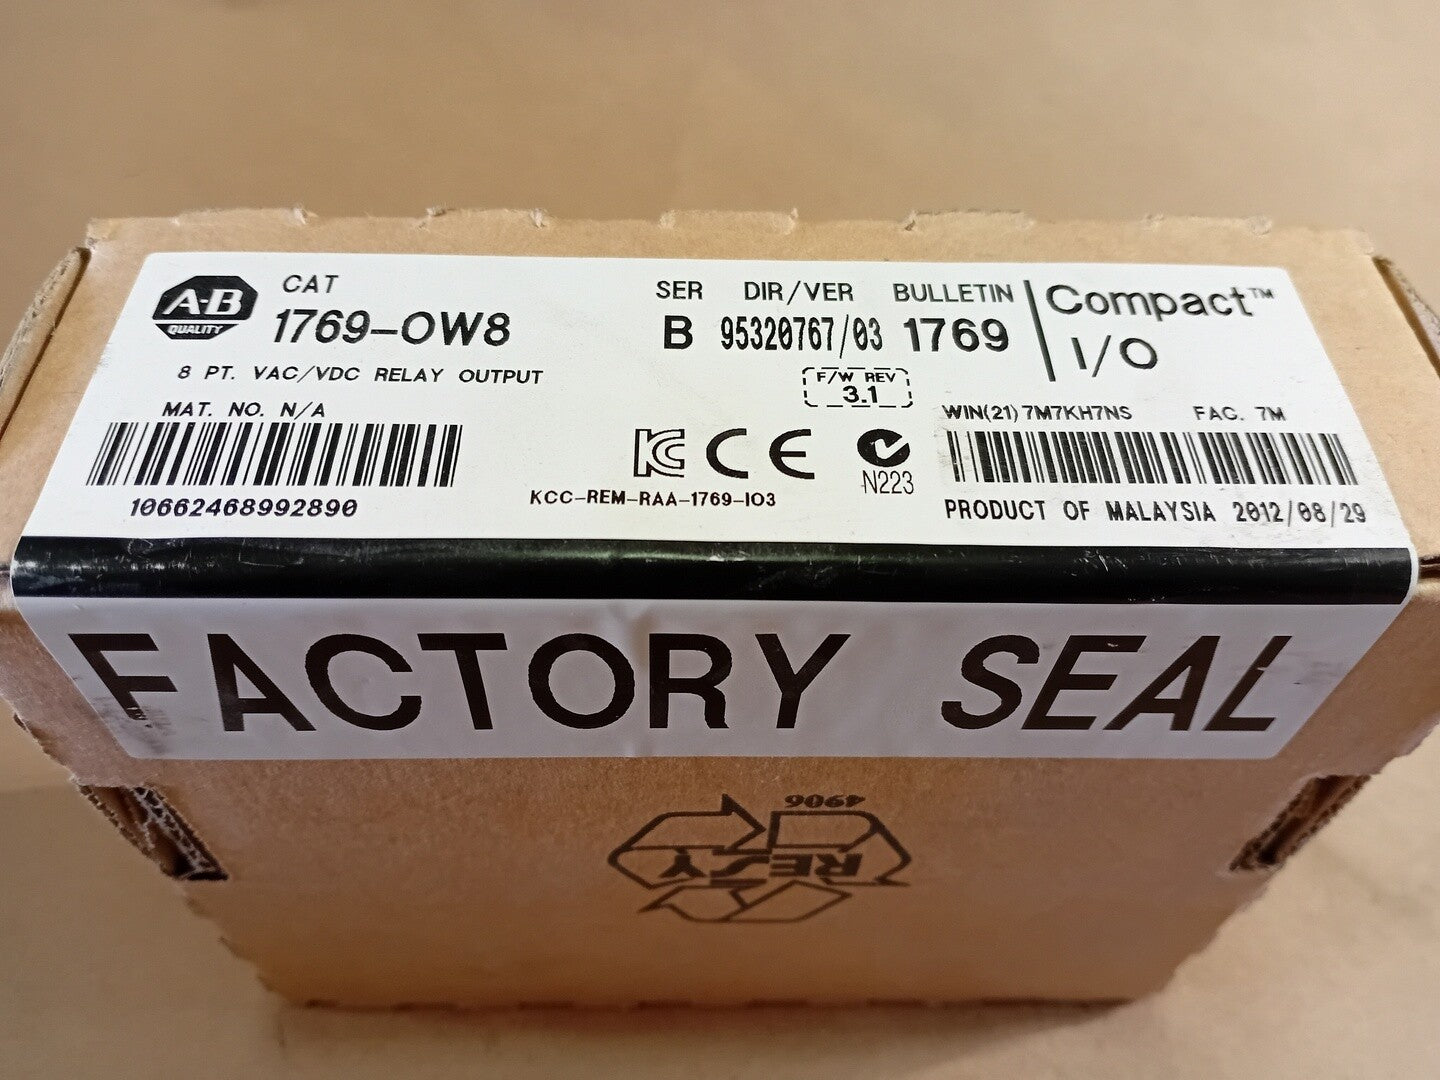 A-B
QUALITY
CAT
1769-OW8
8 PT. VAC/VDC RELAY OUTPUT
MAT. NO. N/A
10662468992890
SER DIR/VER BULLETIN
B 95320767/03 1769
F/W REV
3.1
Compact™
I/O
KCC-REM-RAA-1769-IO3
CE
N223
WIN(21) 7M7KH7NS FAC. 7M
PRODUCT OF MALAYSIA 2012/08/29
FACTORY SEAL
4906
RESY